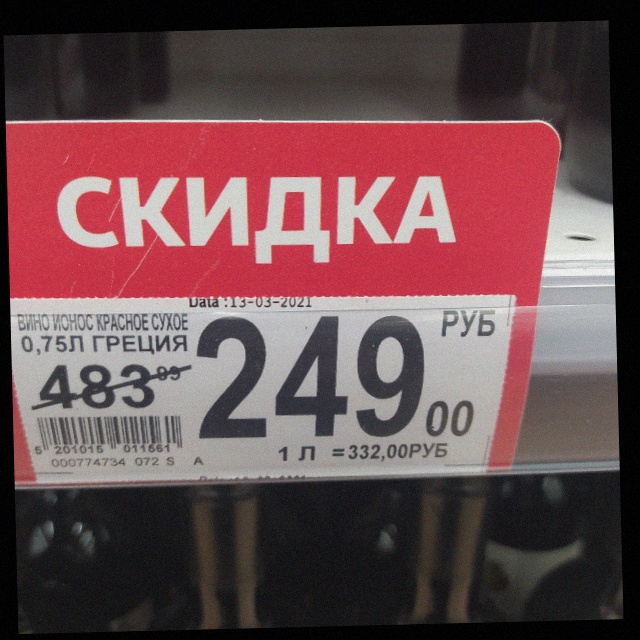 СКИДКА
Data :13-03-2021
ВИНО ИОНОС КРАСНОЕ СУХОЕ
0,75Л ГРЕЦИЯ
483 89
249 00
РУБ
5 201015 011561
1 Л =332,00РУБ
000774734 072 S A